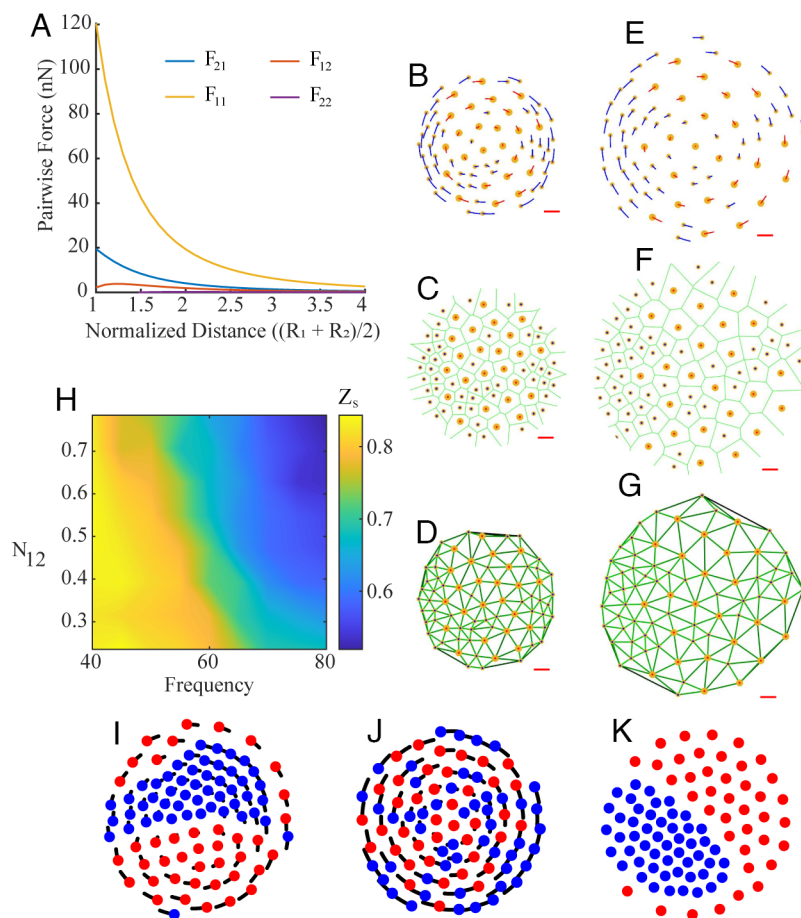 A
Pairwise Force (nN)
120
100
80
60
40
20
0
F₂₁
F₁₂
F₁₁
F₂₂
1
1.5
2
2.5
3
3.5
4
Normalized Distance ((R₁ + R₂)/2)
B
E
C
F
D
G
H
N₁₂
0.7
0.6
0.5
0.4
0.3
40
60
80
Frequency
Zₛ
0.8
0.7
0.6
I
J
K